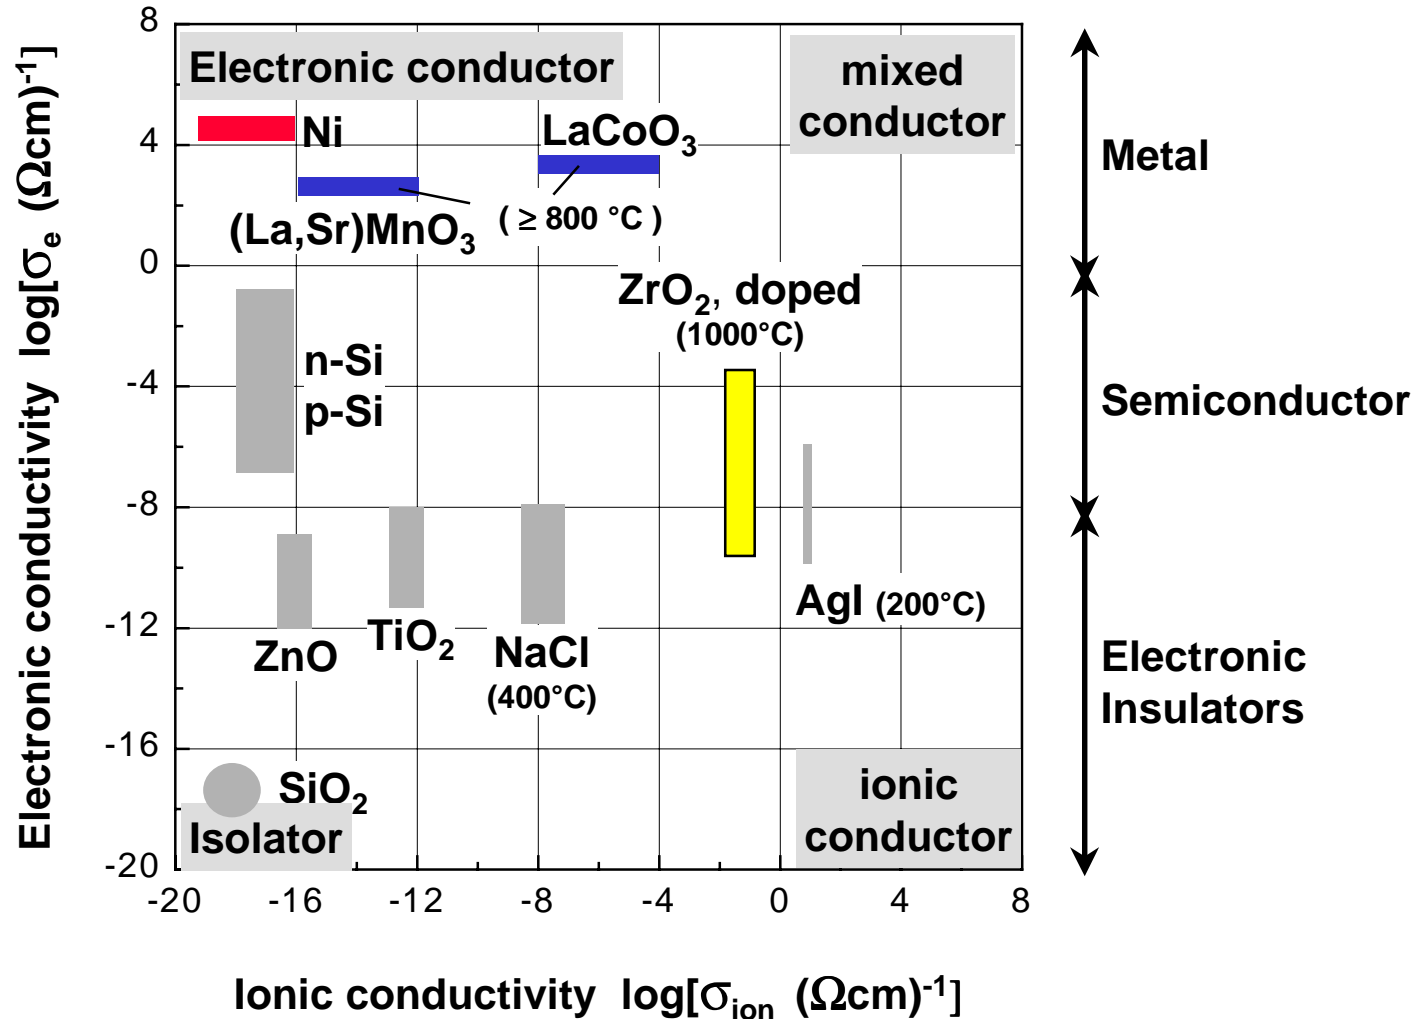 Electronic conductivity log[σe (Ωcm)-1]
8
4
0
-4
-8
-12
-16
-20
Electronic conductor
mixed
conductor
Ni
LaCoO3
(La,Sr)MnO3
( ≥ 800 °C )
ZrO2, doped
(1000°C)
n-Si
p-Si
AgI (200°C)
ZnO
TiO2
NaCl
(400°C)
SiO2
Isolator
ionic
conductor
-20 -16 -12 -8 -4 0 4 8
Ionic conductivity log[σion (Ωcm)-1]
Metal
Semiconductor
Electronic
Insulators